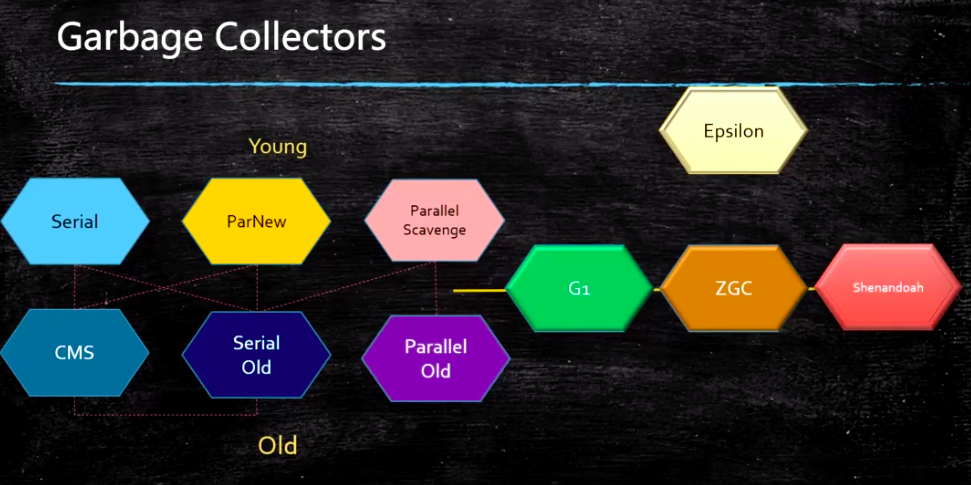 Garbage Collectors
Epsilon
Young
Serial
ParNew
Parallel
Scavenge
G1
ZGC
Shenandoah
CMS
Serial
Old
Parallel
Old
Old